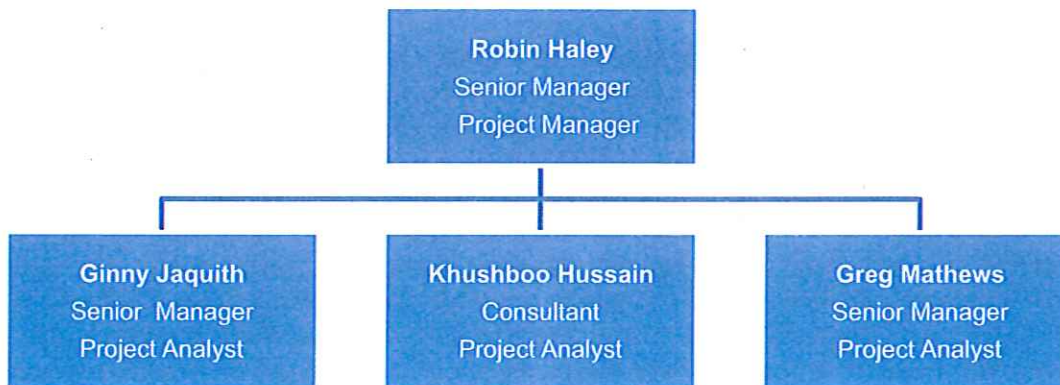 Robin Haley
Senior Manager
Project Manager
Ginny Jaquith
Senior Manager
Project Analyst
Khushboo Hussain
Consultant
Project Analyst
Greg Mathews
Senior Manager
Project Analyst